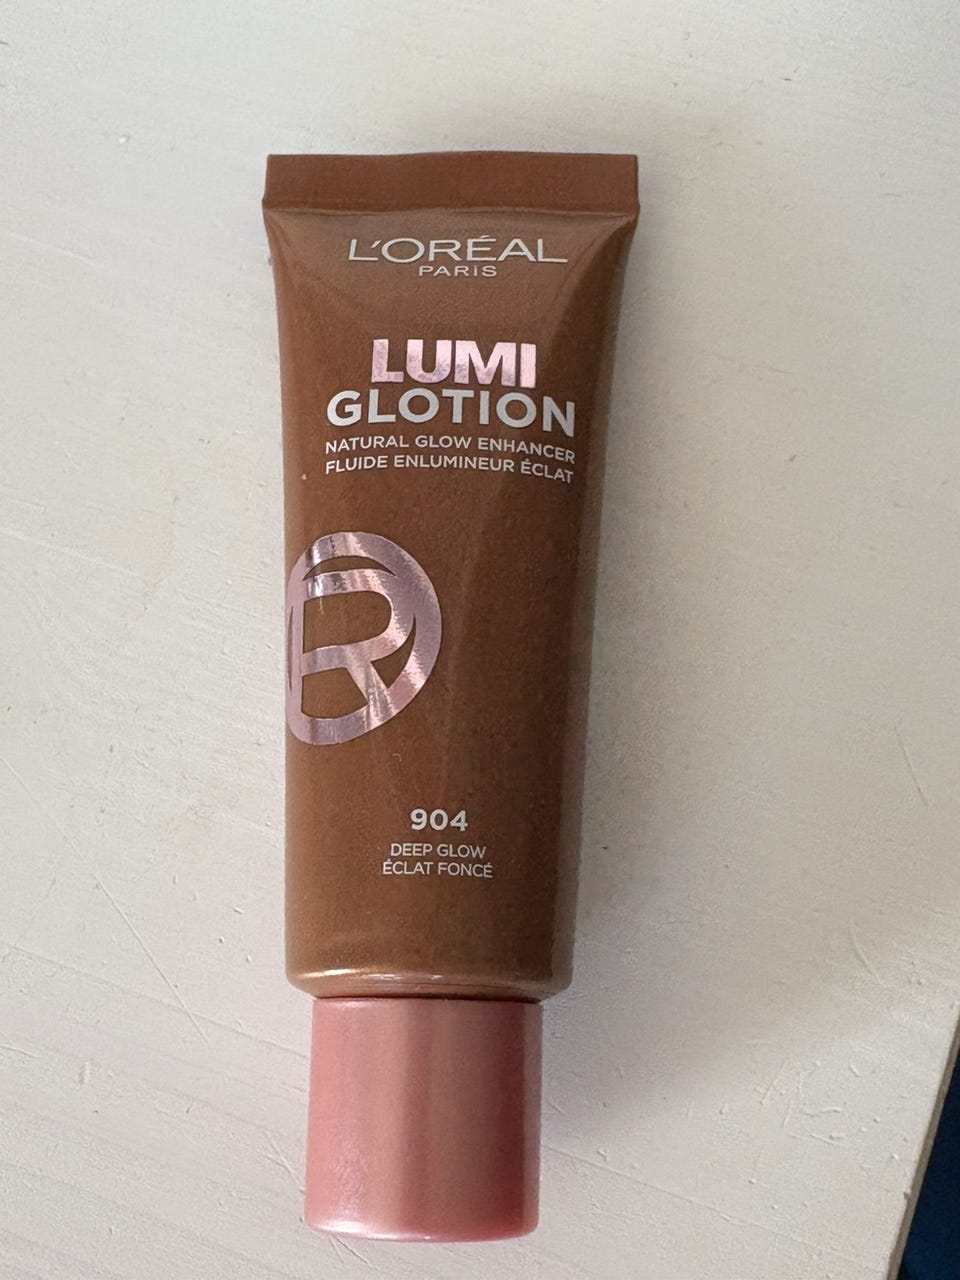 L'ORÉAL
PARIS
LUMI
GLOTION
NATURAL GLOW ENHANCER
FLUIDE ENLUMINEUR ÉCLAT
R
904
DEEP GLOW
ÉCLAT FONCÉ